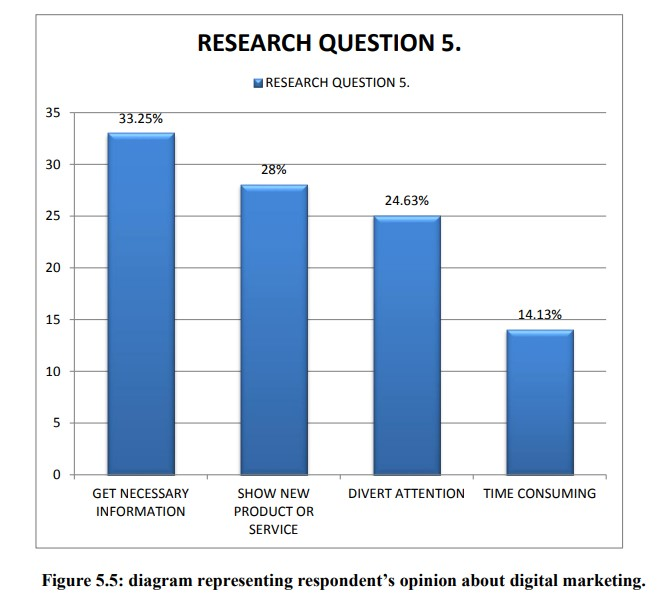 RESEARCH QUESTION 5.
RESEARCH QUESTION 5.
35
33.25%
30
28%
25
24.63%
20
15
14.13%
10
5
0
GET NECESSARY
INFORMATION
SHOW NEW
PRODUCT OR
SERVICE
DIVERT ATTENTION
TIME CONSUMING
Figure 5.5: diagram representing respondent’s opinion about digital marketing.